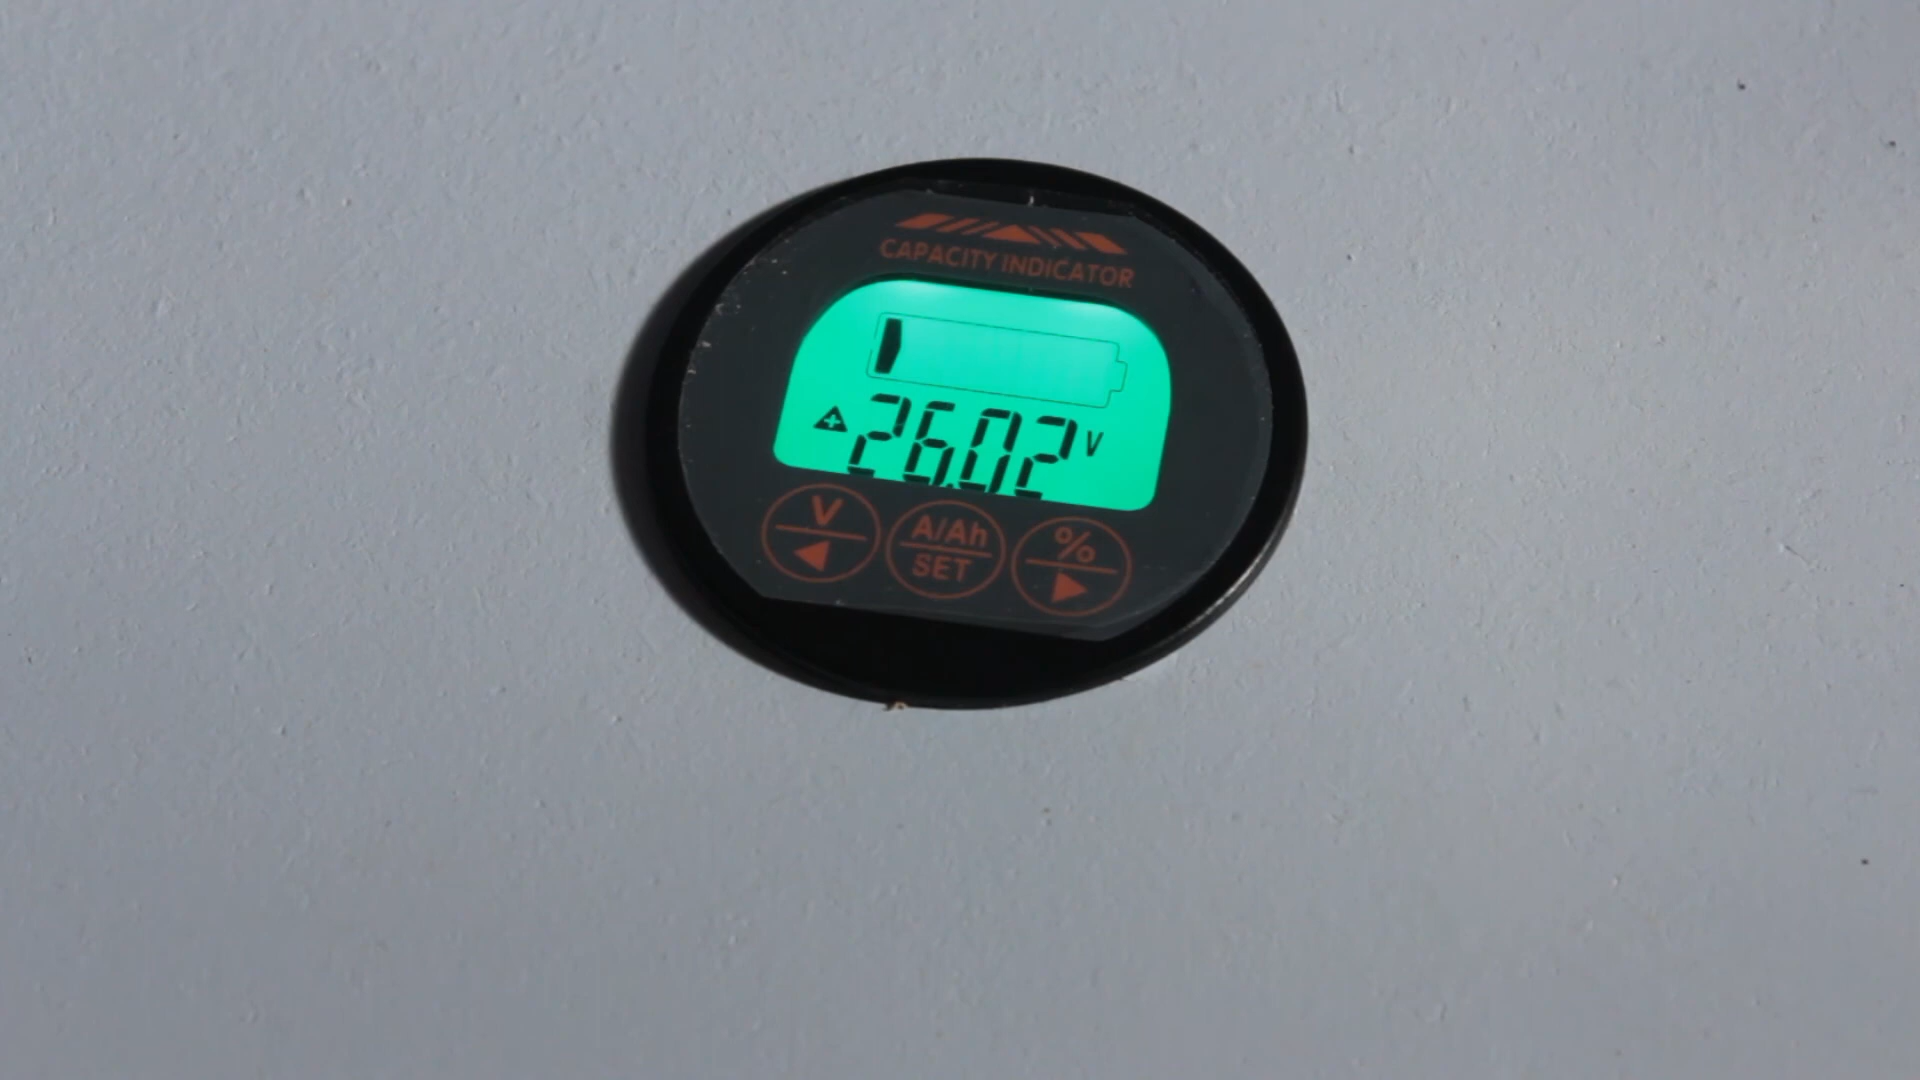 CAPACITY INDICATOR
26.02 V
V A/Ah %
SET